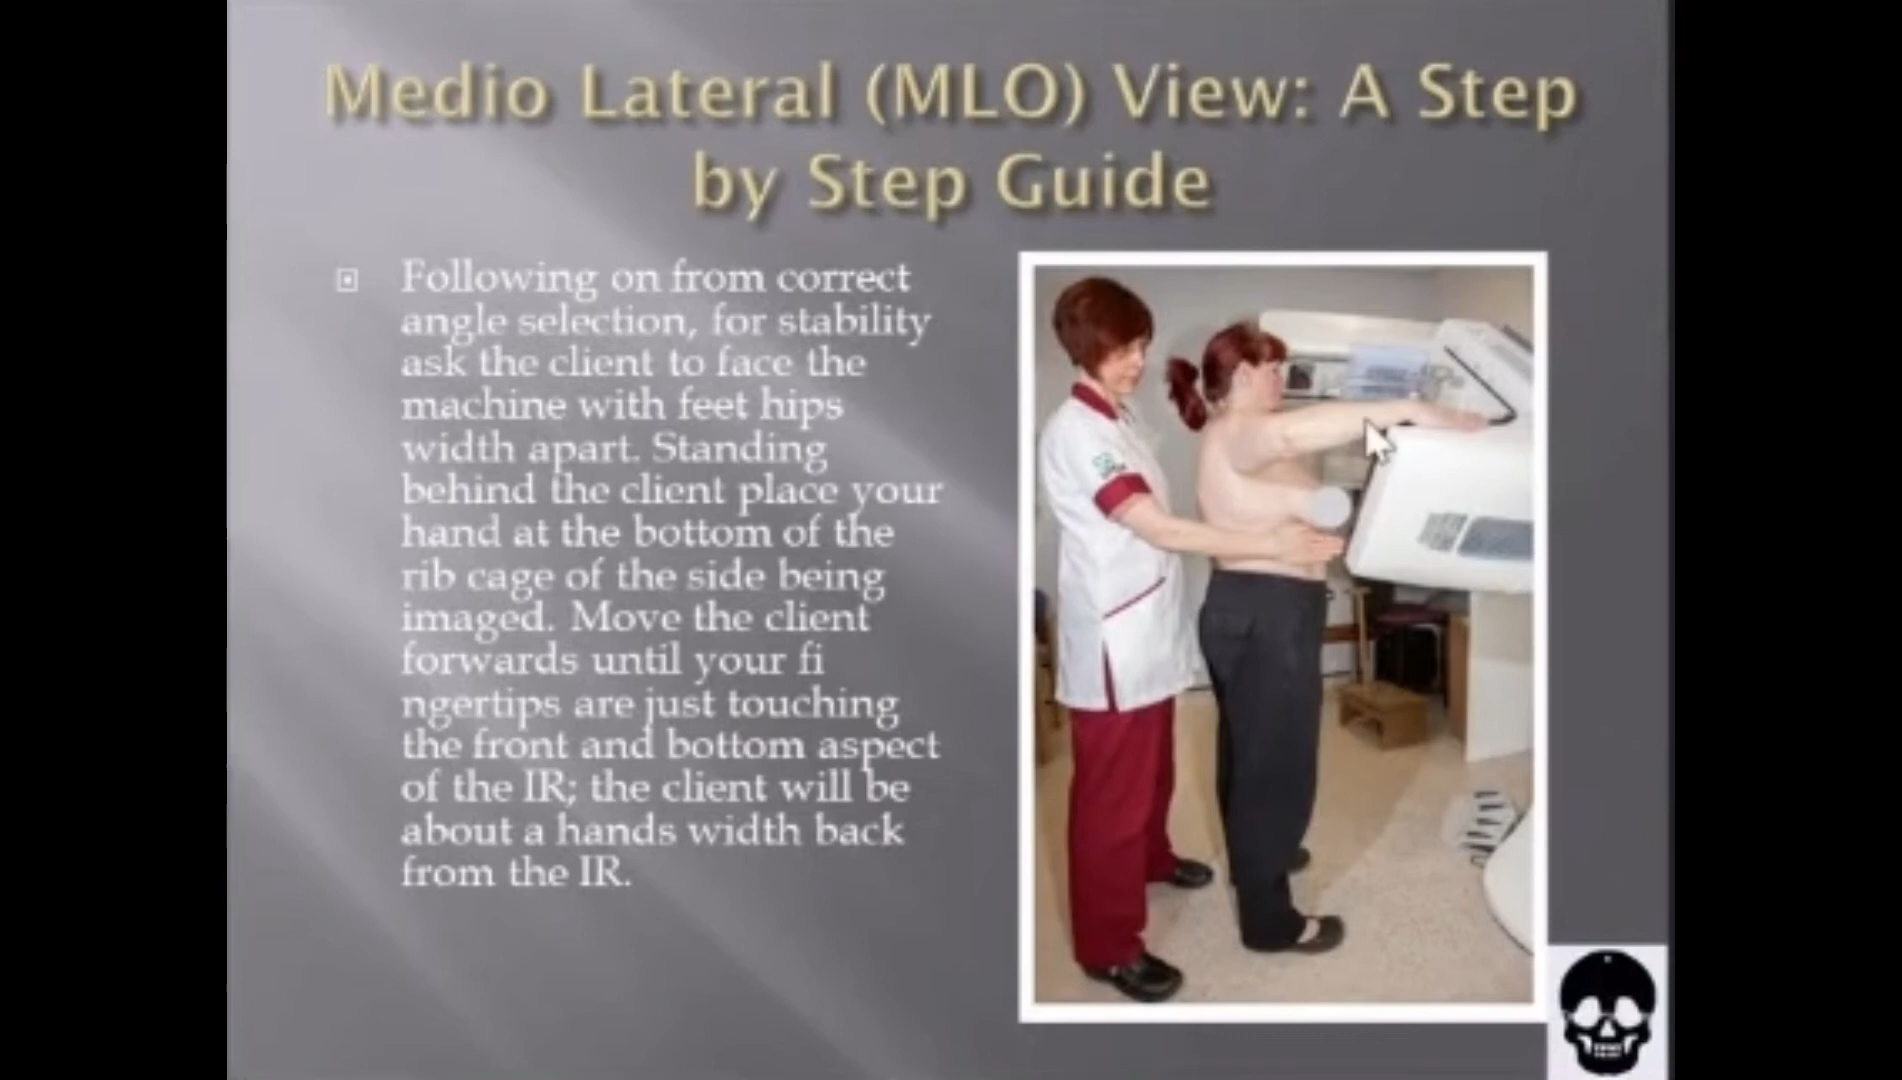 Medio Lateral (MLO) View: A Step
by Step Guide
Following on from correct
angle selection, for stability
ask the client to face the
machine with feet hips
width apart. Standing
behind the client place your
hand at the bottom of the
rib cage of the side being
imaged. Move the client
forwards until your fi
ngertips are just touching
the front and bottom aspect
of the IR; the client will be
about a hands width back
from the IR.